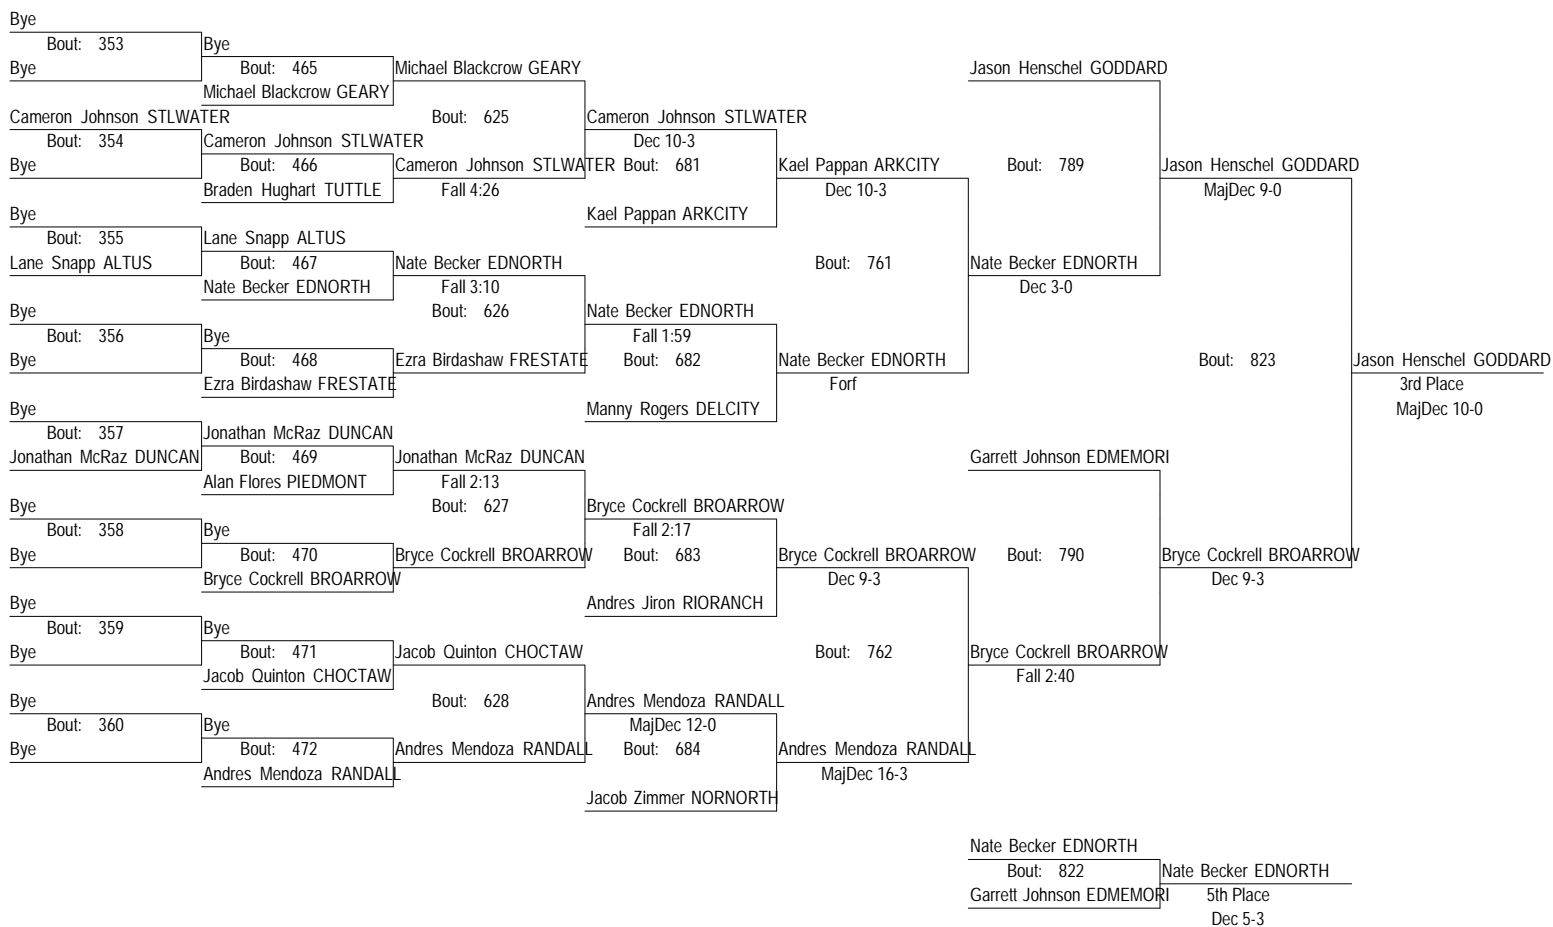 Bye
Bout: 353
Bye
Bye
Bout: 465
Michael Blackcrow GEARY
Jason Henschel GODDARD
Michael Blackcrow GEARY
Cameron Johnson STLWATER
Bout: 625
Cameron Johnson STLWATER
Bout: 354
Cameron Johnson STLWATER
Dec 10-3
Bye
Bout: 466
Cameron Johnson STLWATER
Bout: 681
Kael Pappan ARKCITY
Bout: 789
Jason Henschel GODDARD
Braden Hughart TUTTLE
Fall 4:26
Dec 10-3
MajDec 9-0
Bye
Kael Pappan ARKCITY
Bout: 355
Lane Snapp ALTUS
Lane Snapp ALTUS
Bout: 467
Nate Becker EDNORTH
Bout: 761
Nate Becker EDNORTH
Nate Becker EDNORTH
Fall 3:10
Dec 3-0
Bye
Bout: 626
Nate Becker EDNORTH
Bout: 356
Bye
Fall 1:59
Bye
Bout: 468
Ezra Birdashaw FRESTATE
Bout: 682
Nate Becker EDNORTH
Bout: 823
Jason Henschel GODDARD
Ezra Birdashaw FRESTATE
Forf
3rd Place
Bye
Manny Rogers DELCITY
MajDec 10-0
Bout: 357
Jonathan McRaz DUNCAN
Jonathan McRaz DUNCAN
Bout: 469
Jonathan McRaz DUNCAN
Garrett Johnson EDMEMORI
Alan Flores PIEDMONT
Fall 2:13
Bye
Bout: 627
Bryce Cockrell BROARROW
Bout: 358
Bye
Fall 2:17
Bye
Bout: 470
Bryce Cockrell BROARROW
Bout: 683
Bryce Cockrell BROARROW
Bout: 790
Bryce Cockrell BROARROW
Bryce Cockrell BROARROW
Dec 9-3
Dec 9-3
Bye
Andres Jiron RIORANCH
Bout: 359
Bye
Bye
Bout: 471
Jacob Quinton CHOCTAW
Bout: 762
Bryce Cockrell BROARROW
Jacob Quinton CHOCTAW
Fall 2:40
Bye
Bout: 628
Andres Mendoza RANDALL
Bout: 360
Bye
MajDec 12-0
Bye
Bout: 472
Andres Mendoza RANDALL
Bout: 684
Andres Mendoza RANDALL
Andres Mendoza RANDALL
MajDec 16-3
Jacob Zimmer NORNORTH
Nate Becker EDNORTH
Bout: 822
Nate Becker EDNORTH
Garrett Johnson EDMEMORI
5th Place
Dec 5-3